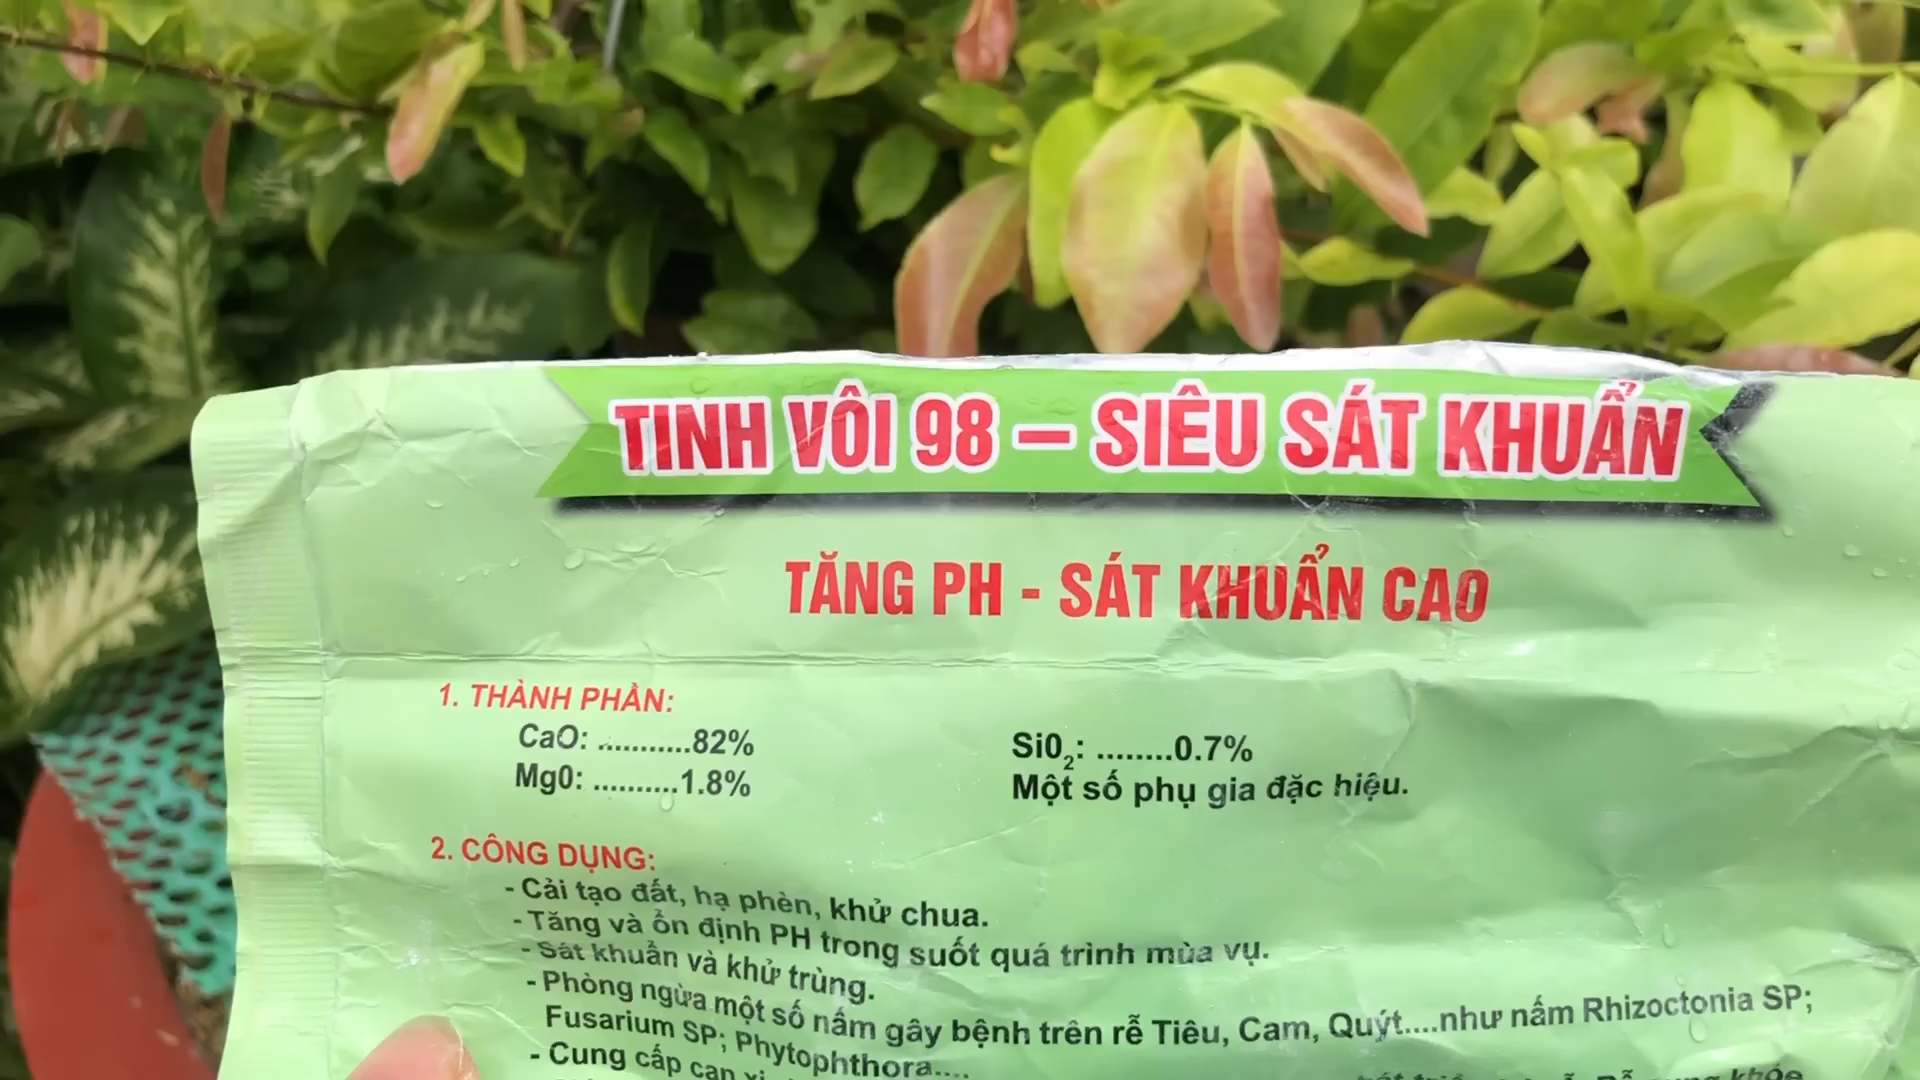 TINH VÔI 98 – SIÊU SÁT KHUẨN
TĂNG PH - SÁT KHUẨN CAO
1. THÀNH PHẦN:
CaO: ...........82%
Si0₂: ........0.7%
Mg0: ..........1.8%
Một số phụ gia đặc hiệu.
2. CÔNG DỤNG:
- Cải tạo đất, hạ phèn, khử chua.
- Tăng và ổn định PH trong suốt quá trình mùa vụ.
- Sát khuẩn và khử trùng.
- Phòng ngừa một số nấm gây bệnh trên rễ Tiêu, Cam, Quýt....như nấm Rhizoctonia SP;
Fusarium SP; Phytophthora....
- Cung cấp can xi